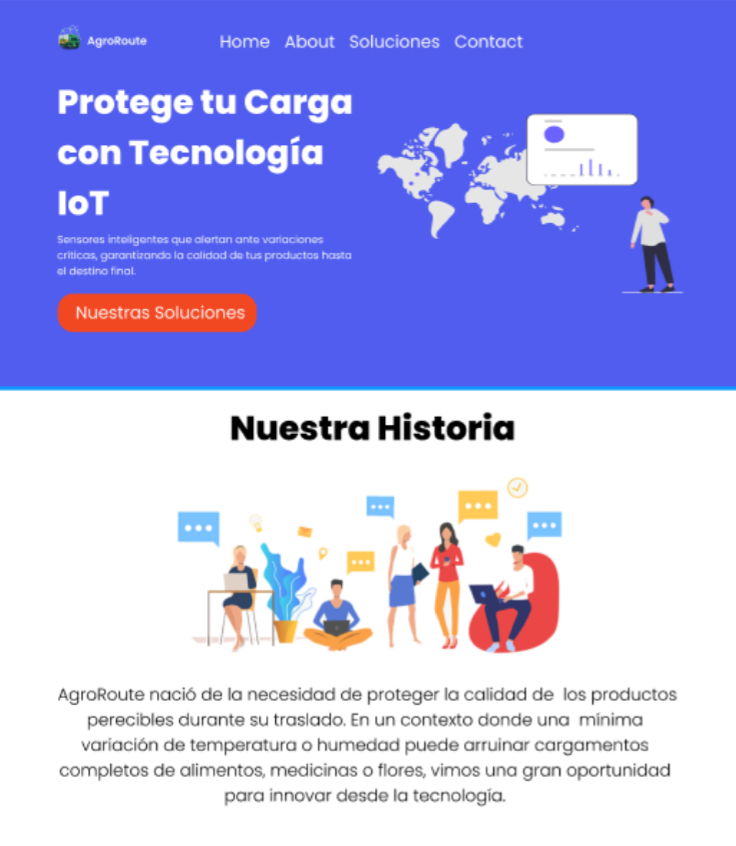 AgroRoute
Home About Soluciones Contact
Protege tu Carga
con Tecnología
IoT
Sensores inteligentes que alertan ante variaciones
críticas, garantizando la calidad de tus productos hasta
el destino final.
Nuestras Soluciones
Nuestra Historia
AgroRoute nació de la necesidad de proteger la calidad de los productos
perecibles durante su traslado. En un contexto donde una mínima
variación de temperatura o humedad puede arruinar cargamentos
completos de alimentos, medicinas o flores, vimos una gran oportunidad
para innovar desde la tecnología.